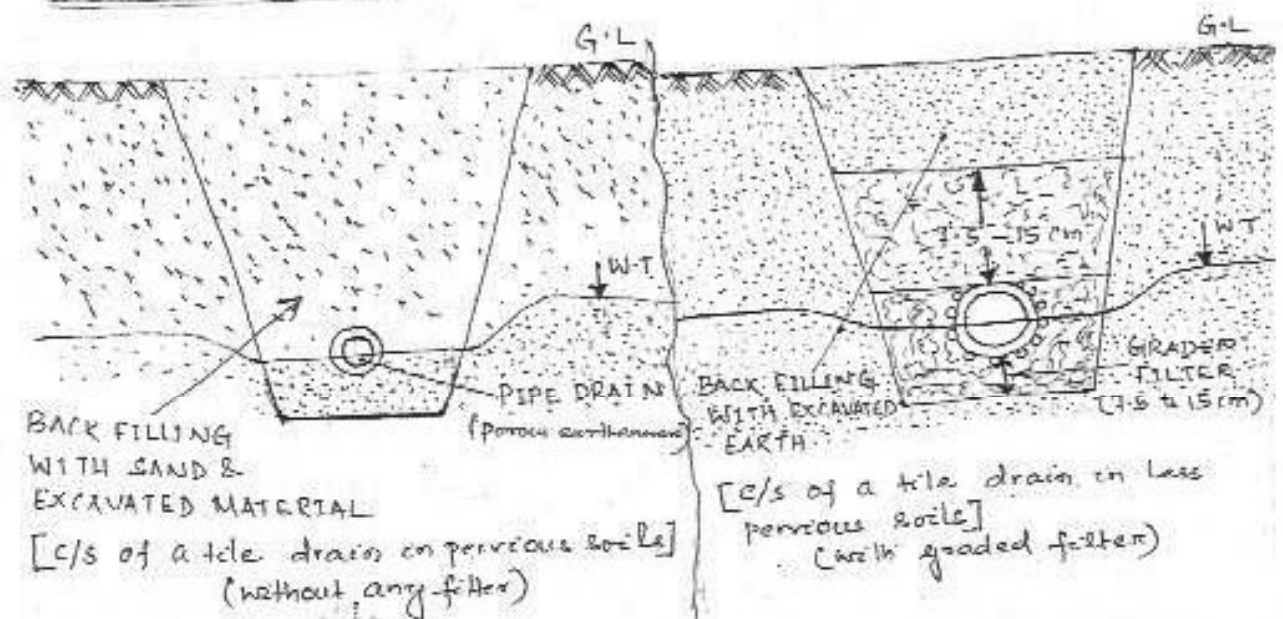 G.L
W.T
PIPE DRAIN
(porous earthenware)
BACK FILLING
WITH SAND &
EXCAVATED MATERIAL
[C/S of a tile drain in pervious soils]
(without any filter)
G.L
7.5-15 cm
W.T
GRADED
FILTER
(7.5 to 15cm)
BACK FILLING
WITH EXCAVATED
EARTH
[C/S of a tile drain in less
pervious soils]
(with graded filter)